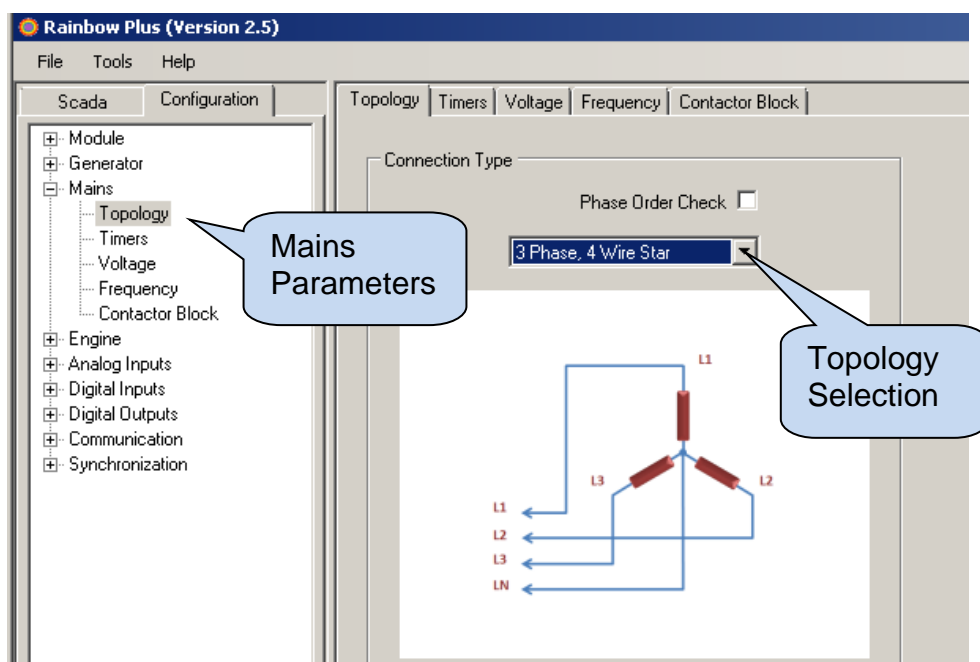 Rainbow Plus (Version 2.5)
File Tools Help
Scada Configuration
Module
Generator
Mains
Topology
Timers
Voltage
Frequency
Contactor Block
Engine
Analog Inputs
Digital Inputs
Digital Outputs
Communication
Synchronization
Mains
Parameters
Topology Timers Voltage Frequency Contactor Block
Connection Type
Phase Order Check
3 Phase, 4 Wire Star
Topology
Selection
L1
L3
L2
L1
L2
L3
LN